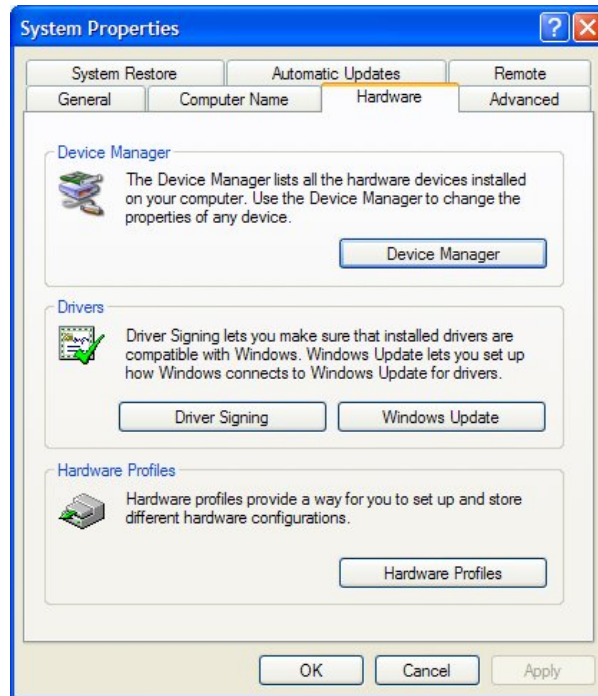 System Properties
System Restore
Automatic Updates
Remote
General
Computer Name
Hardware
Advanced
Device Manager
The Device Manager lists all the hardware devices installed
on your computer. Use the Device Manager to change the
properties of any device.
Device Manager
Drivers
Driver Signing lets you make sure that installed drivers are
compatible with Windows. Windows Update lets you set up
how Windows connects to Windows Update for drivers.
Driver Signing
Windows Update
Hardware Profiles
Hardware profiles provide a way for you to set up and store
different hardware configurations.
Hardware Profiles
OK
Cancel
Apply